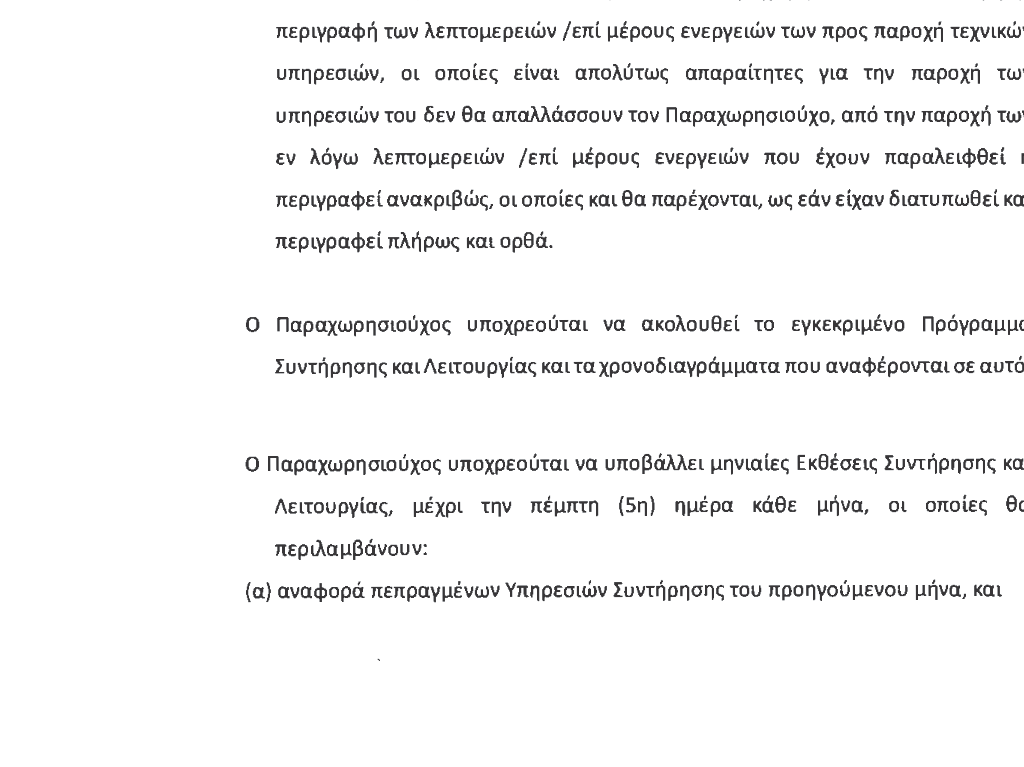 περιγραφή των λεπτομερειών /επί μέρους ενεργειών των προς παροχή τεχνικών
υπηρεσιών, οι οποίες είναι απολύτως απαραίτητες για την παροχή των
υπηρεσιών του δεν θα απαλλάσσουν τον Παραχωρησιούχο, από την παροχή των
εν λόγω λεπτομερειών /επί μέρους ενεργειών που έχουν παραλειφθεί
περιγραφεί ανακριβώς, οι οποίες και θα παρέχονται, ως εάν είχαν διατυπωθεί κα
περιγραφεί πλήρως και ορθά.
Ο Παραχωρησιούχος υποχρεούται να ακολουθεί το εγκεκριμένο Πρόγραμμα
Συντήρησης και Λειτουργίας και τα χρονοδιαγράμματα που αναφέρονται σε αυτό
Ο Παραχωρησιούχος υποχρεούται να υποβάλλει μηνιαίες Εκθέσεις Συντήρησης κα
Λειτουργίας, μέχρι την πέμπτη (5η) ημέρα κάθε μήνα, οι οποίες θα
περιλαμβάνουν:
(α) αναφορά πεπραγμένων Υπηρεσιών Συντήρησης του προηγούμενου μήνα, και